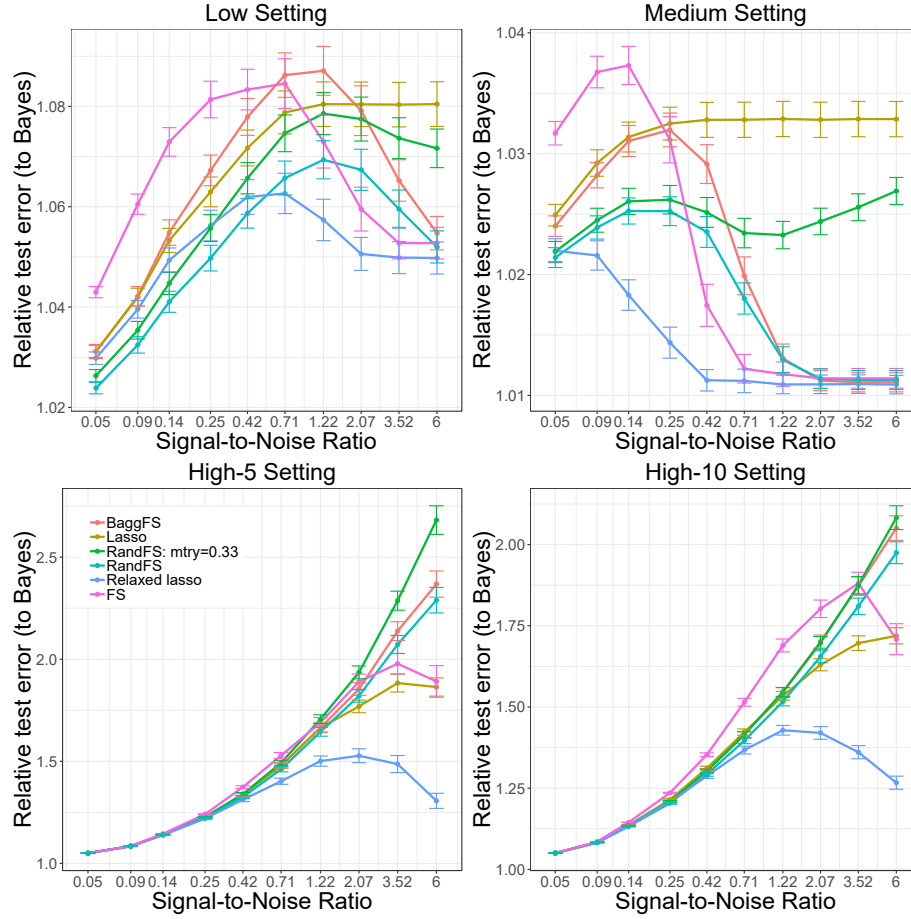 Low Setting
Relative test error (to Bayes)
1.08
1.06
1.04
1.02
0.05 0.09 0.14 0.25 0.42 0.71 1.22 2.07 3.52 6
Signal-to-Noise Ratio
Medium Setting
Relative test error (to Bayes)
1.04
1.03
1.02
1.01
0.05 0.09 0.14 0.25 0.42 0.71 1.22 2.07 3.52 6
Signal-to-Noise Ratio
High-5 Setting
Relative test error (to Bayes)
2.5
2.0
1.5
1.0
BaggFS
Lasso
RandFS: mtry=0.33
RandFS
Relaxed lasso
FS
0.05 0.09 0.14 0.25 0.42 0.71 1.22 2.07 3.52 6
Signal-to-Noise Ratio
High-10 Setting
Relative test error (to Bayes)
2.00
1.75
1.50
1.25
1.00
0.05 0.09 0.14 0.25 0.42 0.71 1.22 2.07 3.52 6
Signal-to-Noise Ratio